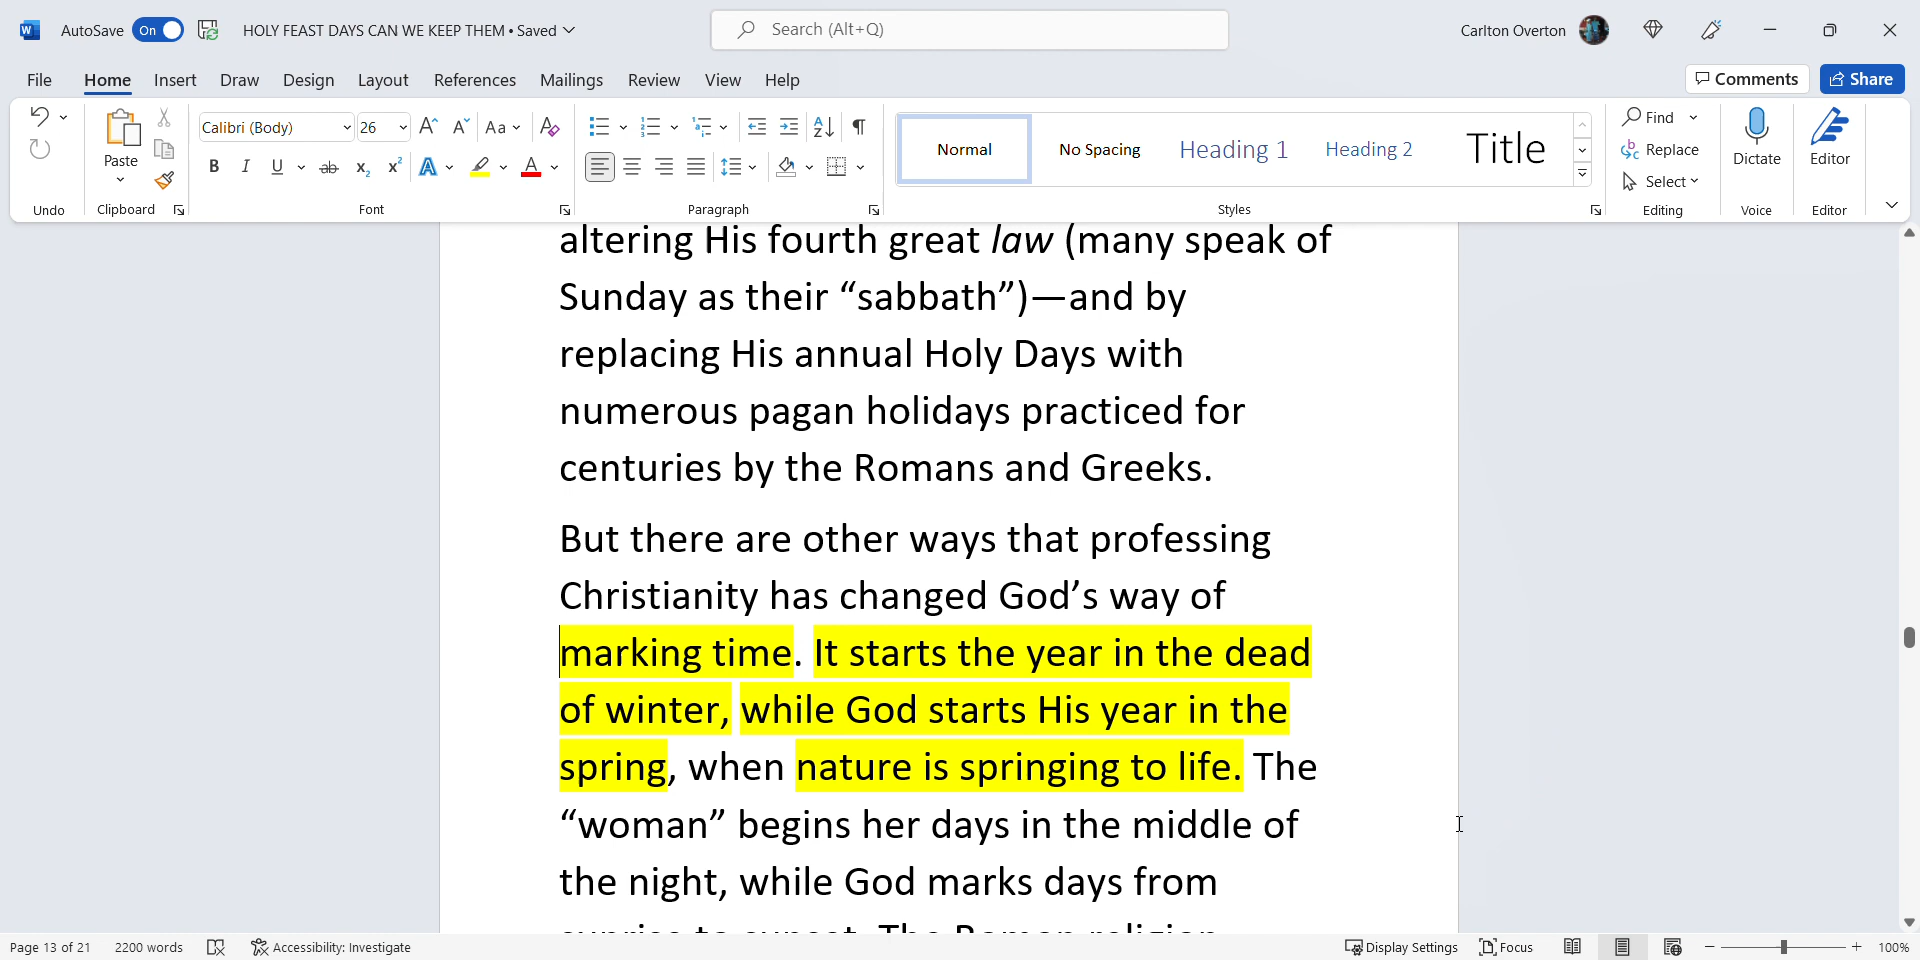 AutoSave On HOLY FEAST DAYS CAN WE KEEP THEM • Saved Search (Alt+Q) Carlton Overton
File Home Insert Draw Design Layout References Mailings Review View Help Comments Share
Calibri (Body) 26 Aa
Paste
Undo Clipboard Font Paragraph
Normal No Spacing Heading 1 Heading 2 Title
Styles
Find
Replace
Select
Editing
Dictate
Voice
Editor
Editor
altering His fourth great law (many speak of
Sunday as their “sabbath”)—and by
replacing His annual Holy Days with
numerous pagan holidays practiced for
centuries by the Romans and Greeks.
But there are other ways that professing
Christianity has changed God’s way of
marking time. It starts the year in the dead
of winter, while God starts His year in the
spring, when nature is springing to life. The
“woman” begins her days in the middle of
the night, while God marks days from
Page 13 of 21 2200 words Accessibility: Investigate Display Settings Focus 100%